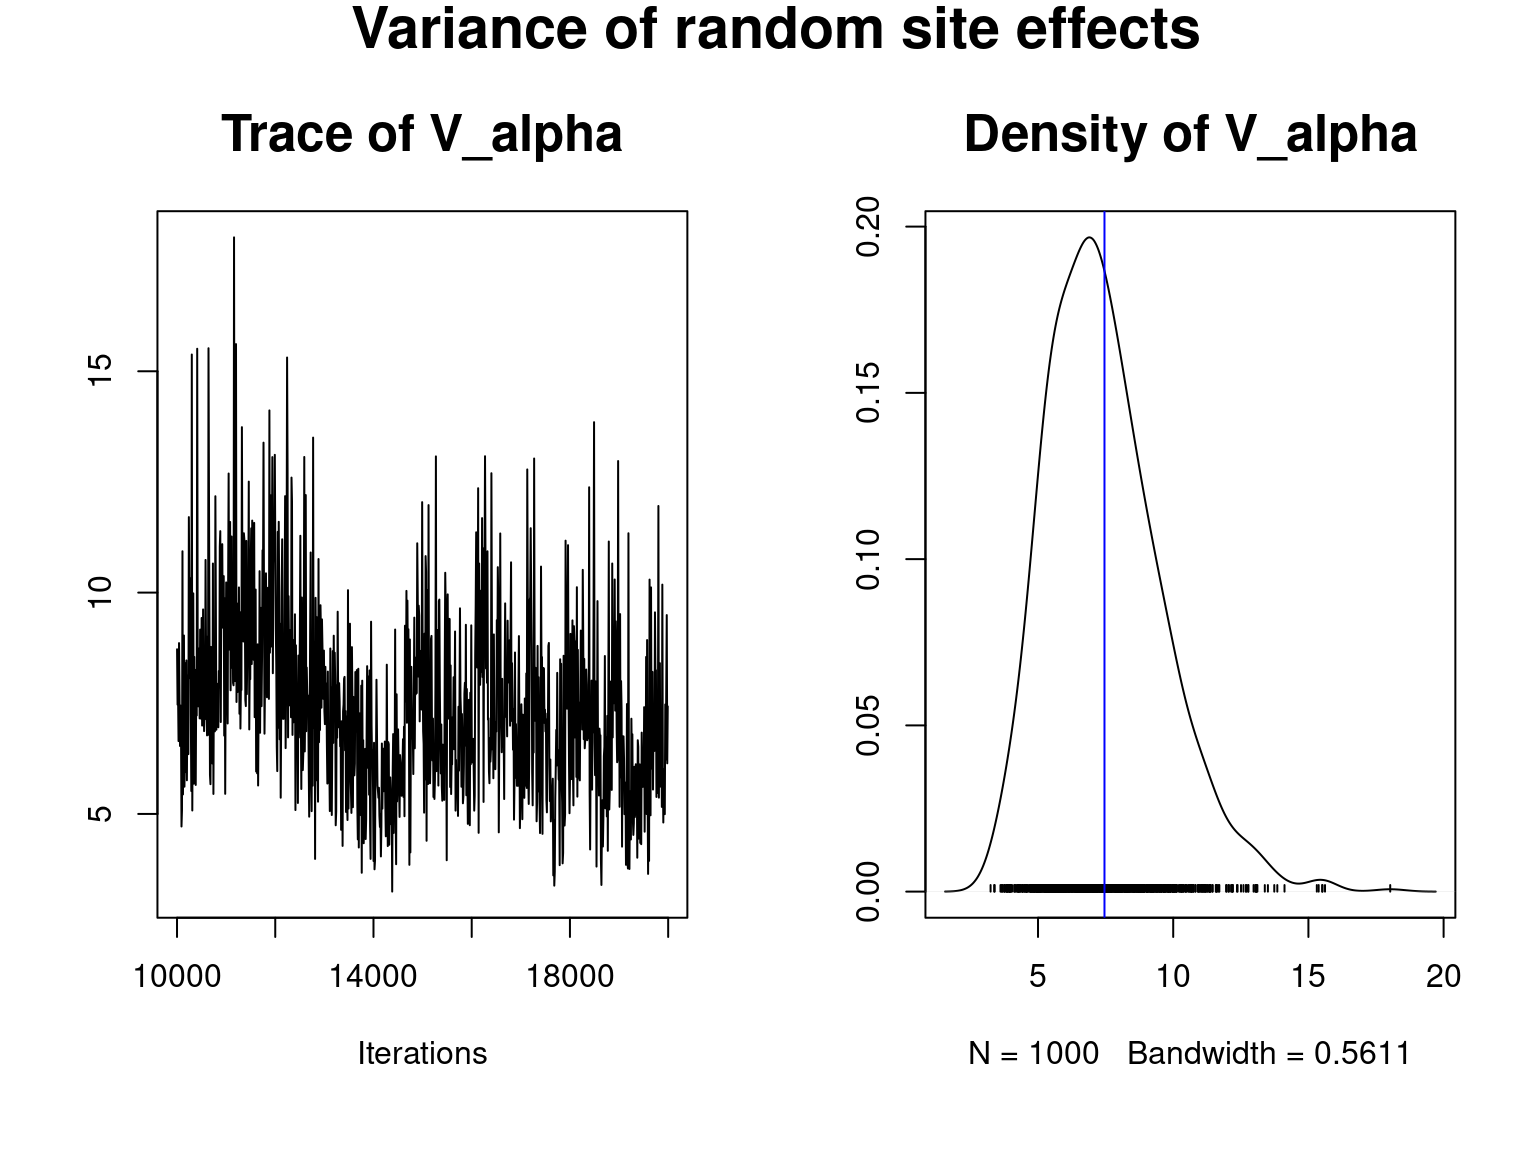 Variance of random site effects
Trace of V_alpha
15
10
5
10000 14000 18000
Iterations
Density of V_alpha
0.20
0.15
0.10
0.05
0.00
5 10 15 20
N = 1000 Bandwidth = 0.5611